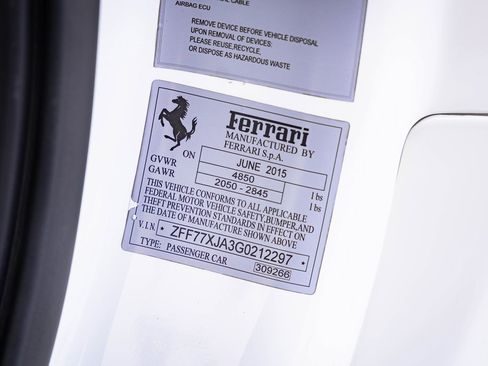 CABLE
AIRBAG ECU
REMOVE DEVICE BEFORE VEHICLE DISPOSAL
UPON REMOVAL OF DEVICES:
PLEASE REUSE,RECYCLE,
OR DISPOSE AS HAZARDOUS WASTE
Ferrari
MANUFACTURED BY
FERRARI S.p.A.
ON JUNE 2015
GVWR 4850 lbs
GAWR 2050 - 2845 lbs
THIS VEHICLE CONFORMS TO ALL APPLICABLE
FEDERAL MOTOR VEHICLE SAFETY,BUMPER,AND
THEFT PREVENTION STANDARDS IN EFFECT ON
THE DATE OF MANUFACTURE SHOWN ABOVE
V.I.N. * ZFF77XJA3G0212297 *
TYPE: PASSENGER CAR
309266